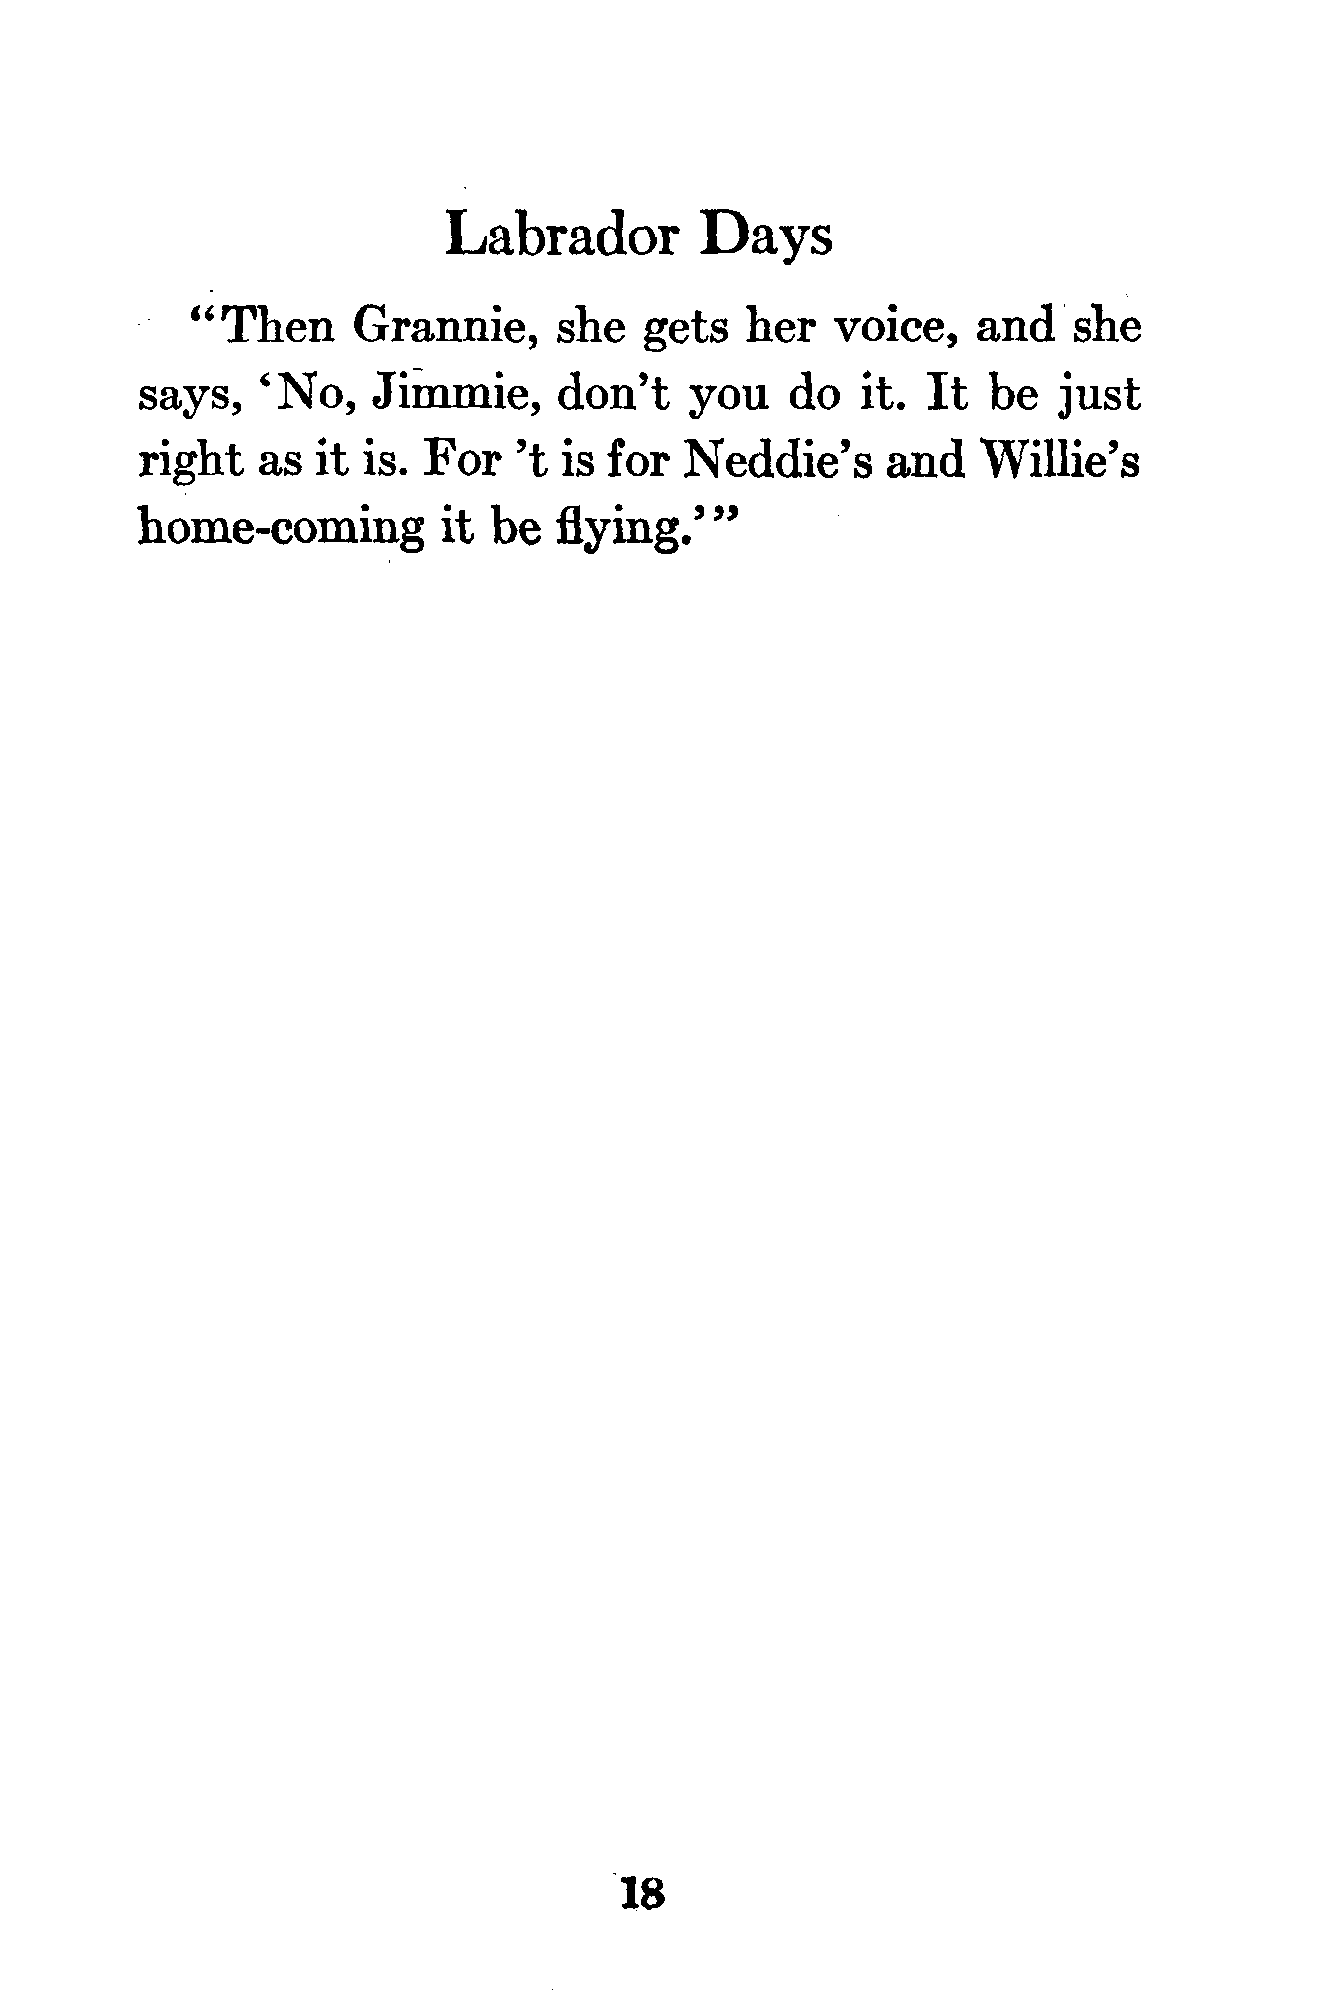 Labrador Days
“Then Grannie, she gets her voice, and she
says, ‘No, Jimmie, don’t you do it. It be just
right as it is. For ’t is for Neddie’s and Willie’s
home-coming it be flying.’”
18